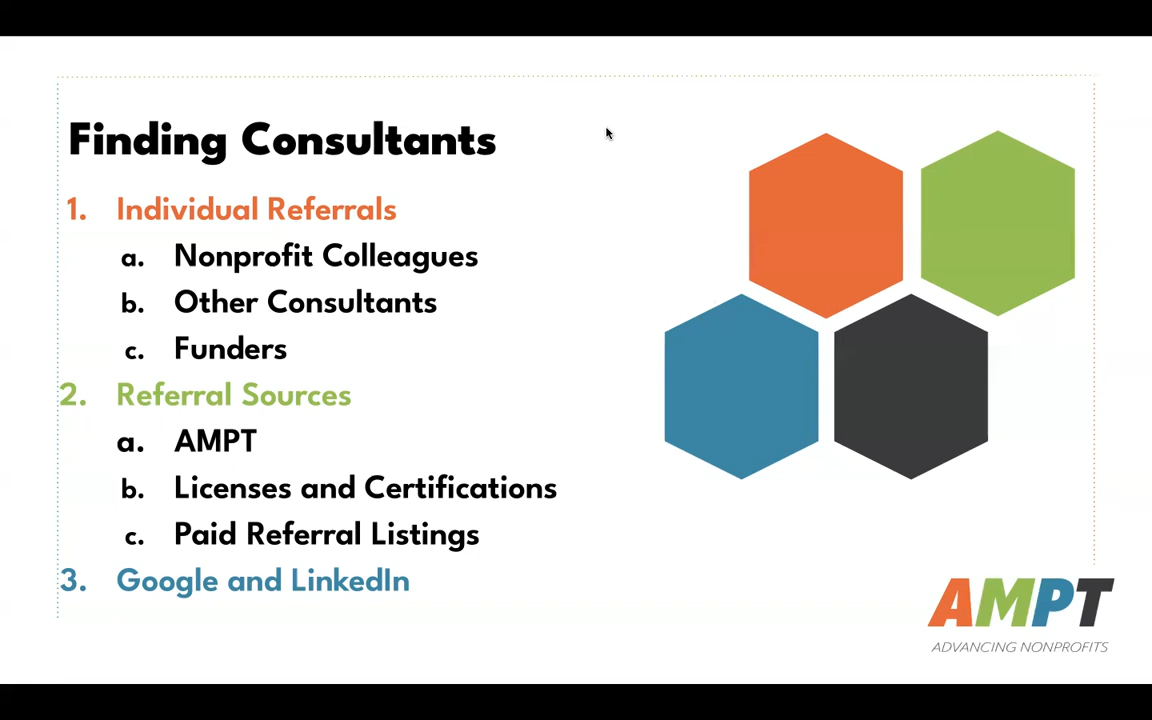 Finding Consultants
1. Individual Referrals
a. Nonprofit Colleagues
b. Other Consultants
c. Funders
2. Referral Sources
a. AMPT
b. Licenses and Certifications
c. Paid Referral Listings
3. Google and LinkedIn
AMPT
ADVANCING NONPROFITS